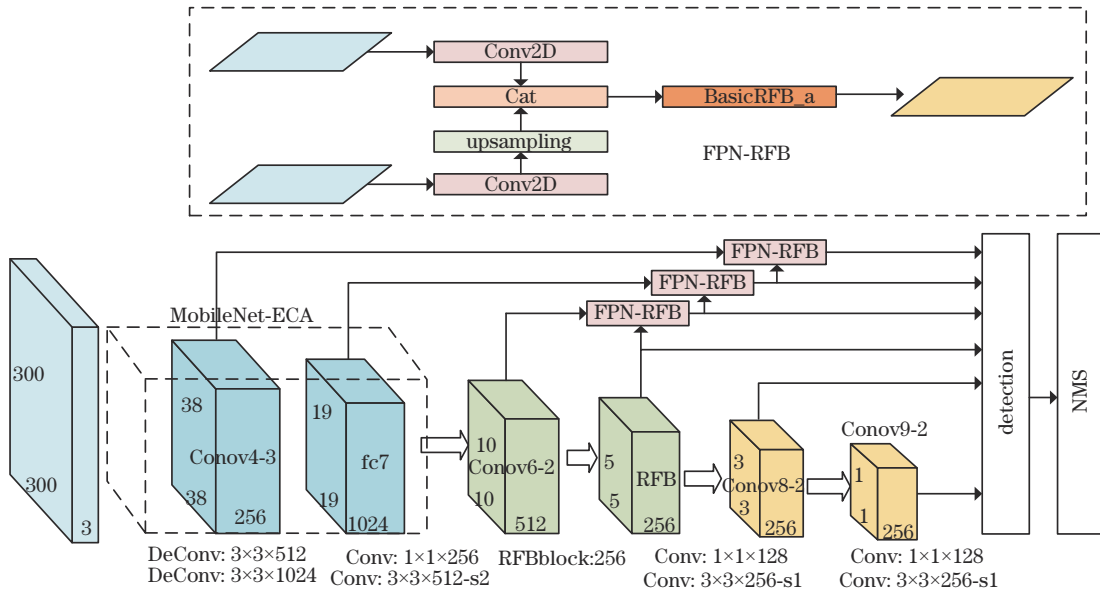 Conv2D
Cat
BasicRFB_a
upsampling
FPN-RFB
Conv2D
FPN-RFB
FPN-RFB
FPN-RFB
MobileNet-ECA
300
300
3
38
Conov4-3
38
256
19
fc7
19
1024
10
Conov6-2
10
512
5
RFB
5
256
3
Conov8-2
3
256
Conov9-2
1
1
256
detection
NMS
DeConv: 3×3×512
DeConv: 3×3×1024
Conv: 1×1×256
Conv: 3×3×512-s2
RFBblock:256
Conv: 1×1×128
Conv: 3×3×256-s1
Conv: 1×1×128
Conv: 3×3×256-s1